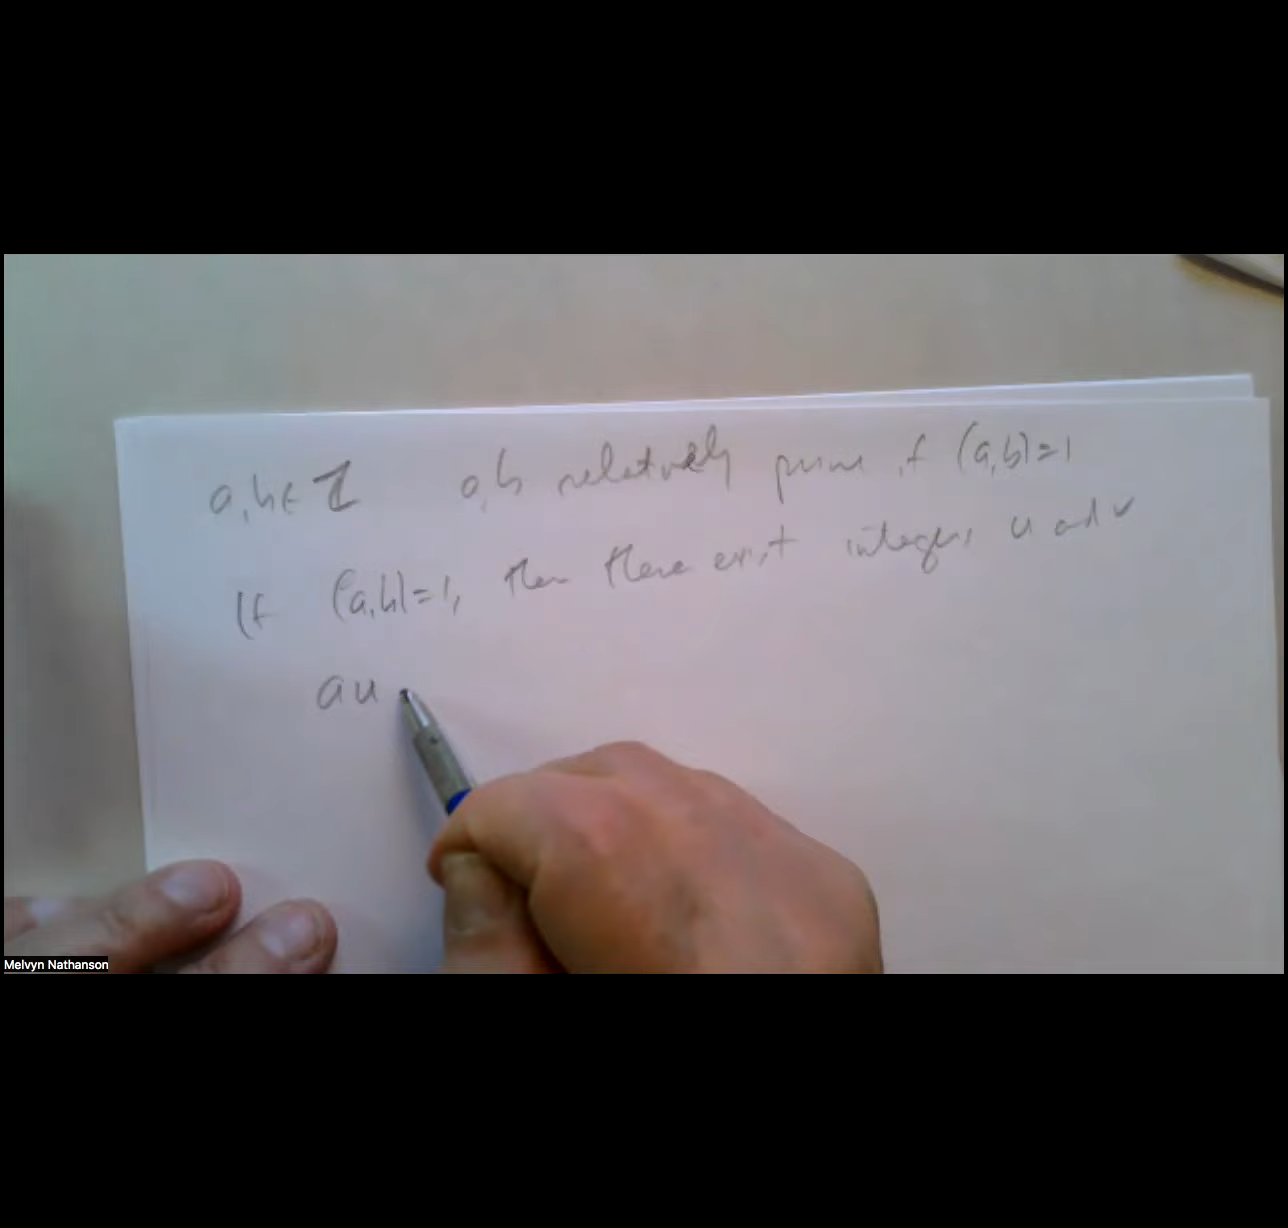 a, b ∈ ℤ a, b relatively prime if (a,b)=1
If (a,b)=1, then there exist integers u and v
au
Melvyn Nathanson